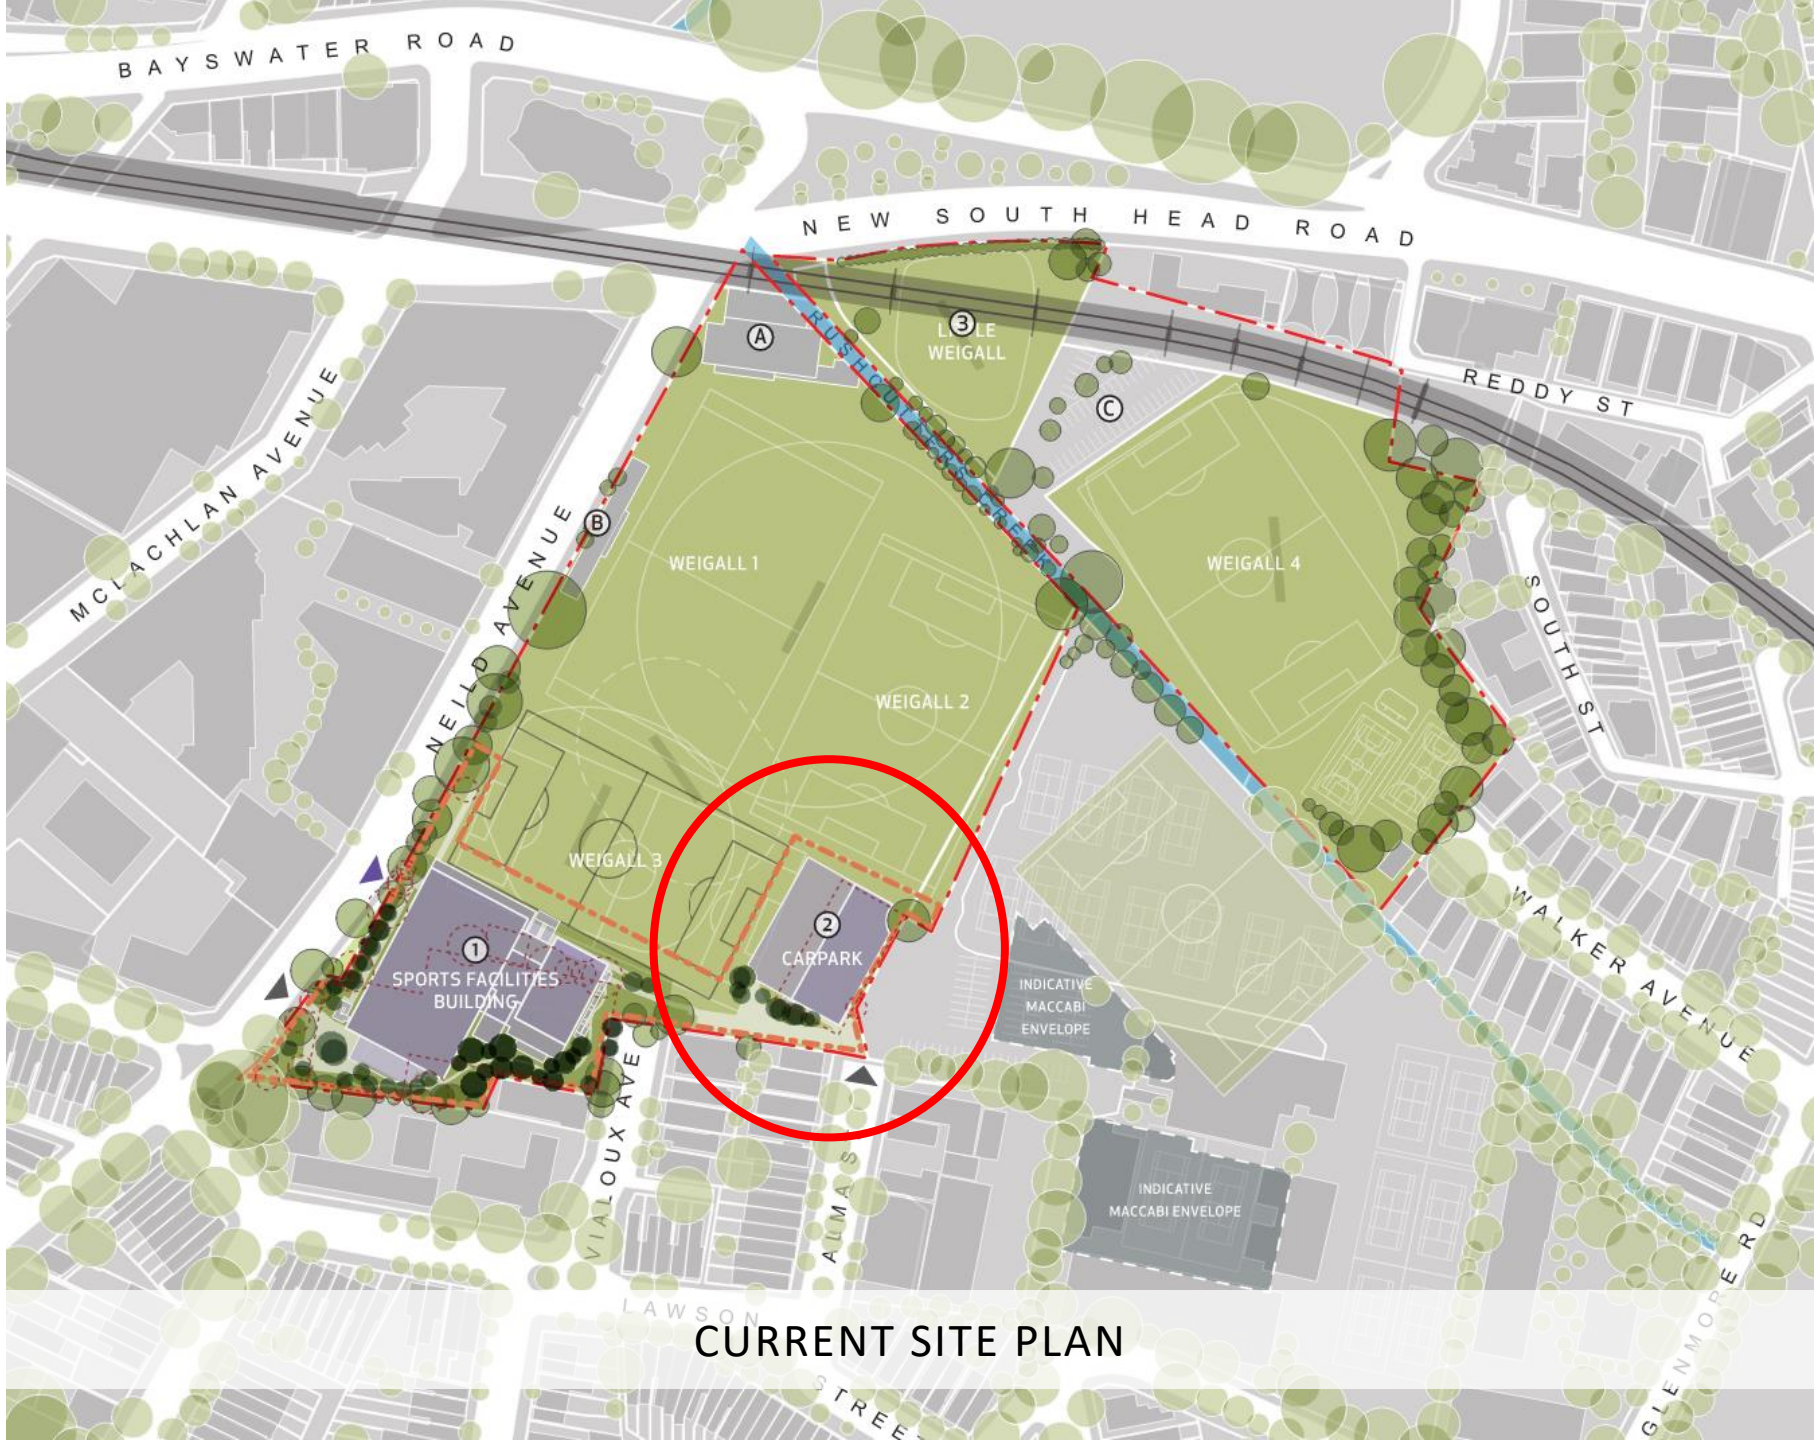 BAYSWATER ROAD
NEW SOUTH HEAD ROAD
A
3
WEIGALL
RUSHCUTTERS CREEK
C
REDDY ST
MCLACHLAN AVENUE
NEILD AVENUE
B
WEIGALL 1
WEIGALL 4
SOUTH ST
WEIGALL 2
WEIGALL 3
2
CARPARK
1
SPORTS FACILITIES
BUILDING
INDICATIVE
MACCABI
ENVELOPE
WALKER AVENUE
VIALOUX AVE
ALMA S
INDICATIVE
MACCABI ENVELOPE
GLENMORE RD
LAWSON
STREET
CURRENT SITE PLAN